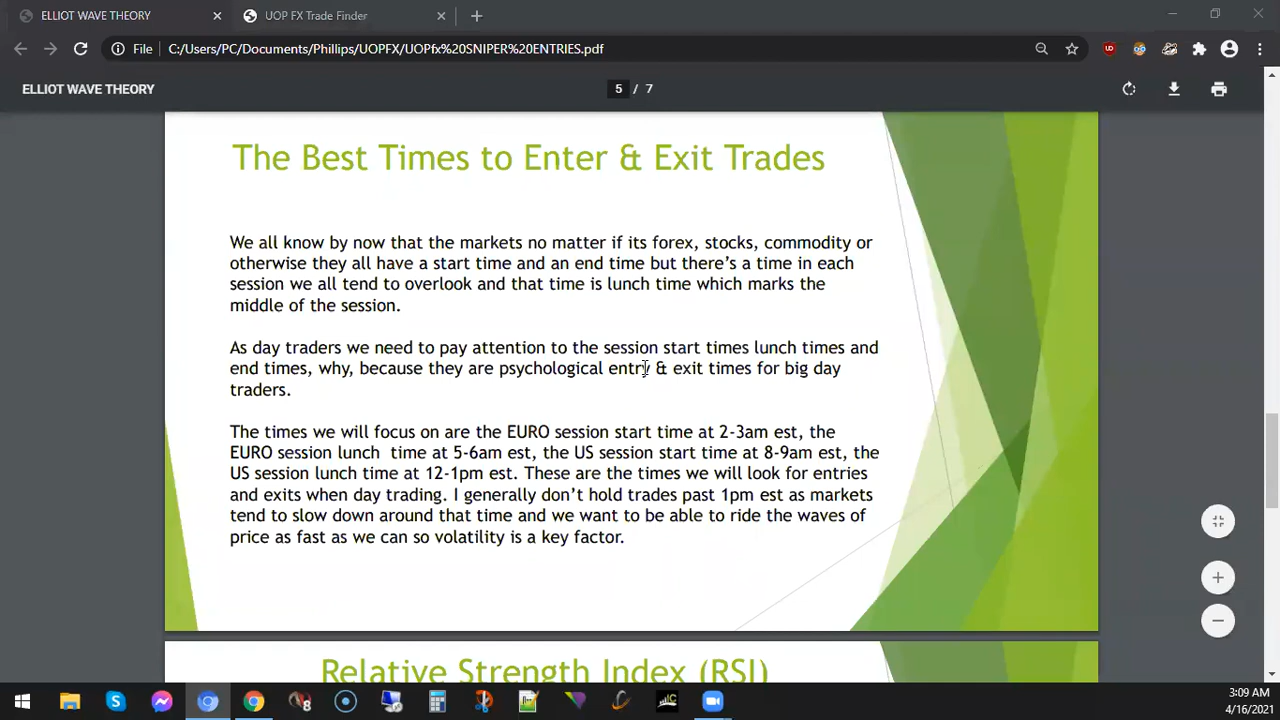 ELLIOT WAVE THEORY
UOP FX Trade Finder
File
C:/Users/PC/Documents/Phillips/UOPFX/UOPfx%20SNIPER%20ENTRIES.pdf
ELLIOT WAVE THEORY
5 / 7
The Best Times to Enter & Exit Trades
We all know by now that the markets no matter if its forex, stocks, commodity or
otherwise they all have a start time and an end time but there's a time in each
session we all tend to overlook and that time is lunch time which marks the
middle of the session.
As day traders we need to pay attention to the session start times lunch times and
end times, why, because they are psychological entry & exit times for big day
traders.
The times we will focus on are the EURO session start time at 2-3am est, the
EURO session lunch time at 5-6am est, the US session start time at 8-9am est, the
US session lunch time at 12-1pm est. These are the times we will look for entries
and exits when day trading. I generally don't hold trades past 1pm est as markets
tend to slow down around that time and we want to be able to ride the waves of
price as fast as we can so volatility is a key factor.
Relative Strength Index (RSI)
3:09 AM
4/16/2021